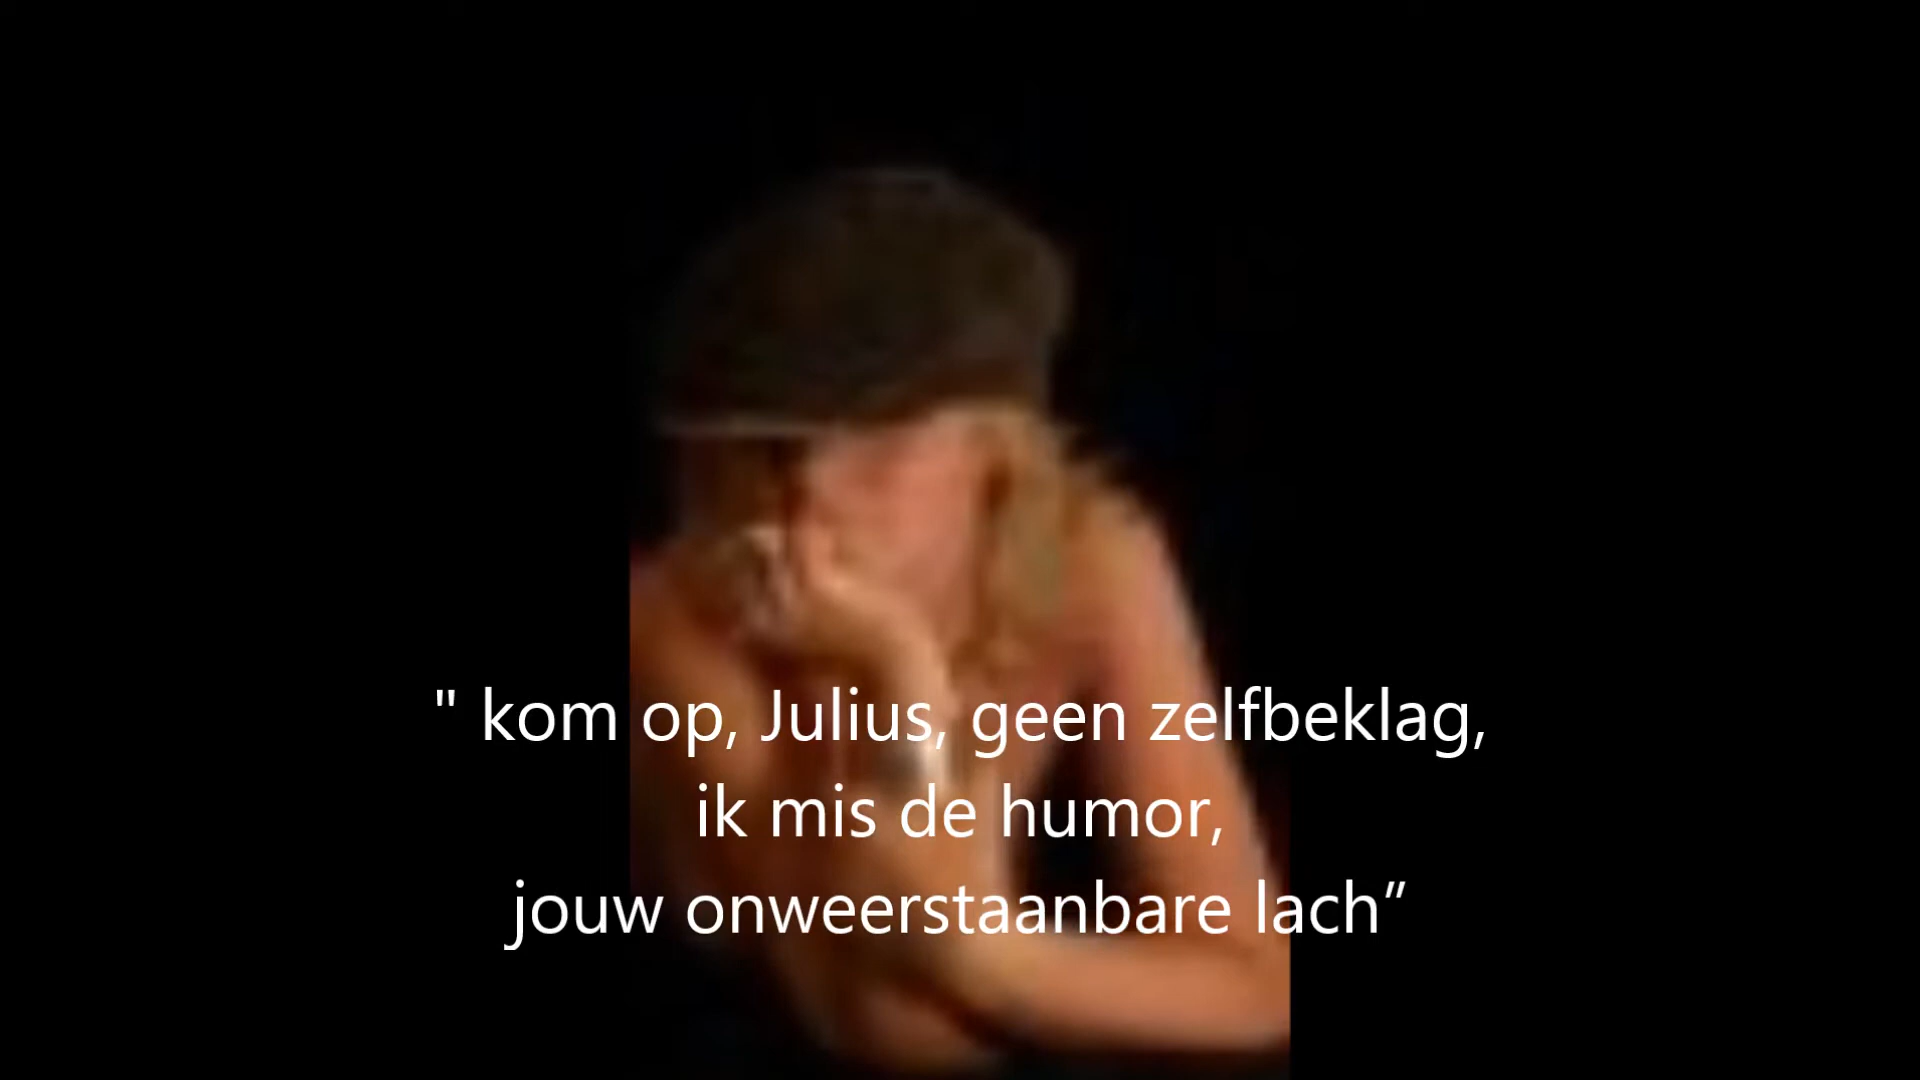 " kom op, Julius, geen zelfbeklag,
ik mis de humor,
jouw onweerstaanbare lach”